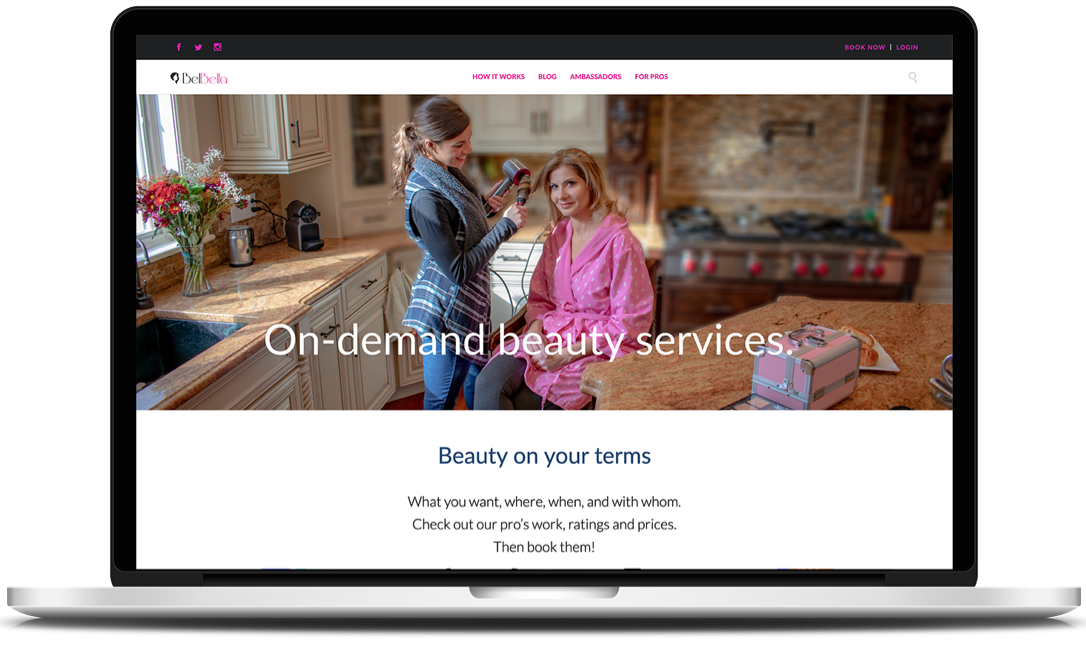 BOOK NOW | LOGIN
BelBella
HOW IT WORKS BLOG AMBASSADORS FOR PROS
On-demand beauty services.
Beauty on your terms
What you want, where, when, and with whom.
Check out our pro's work, ratings and prices.
Then book them!